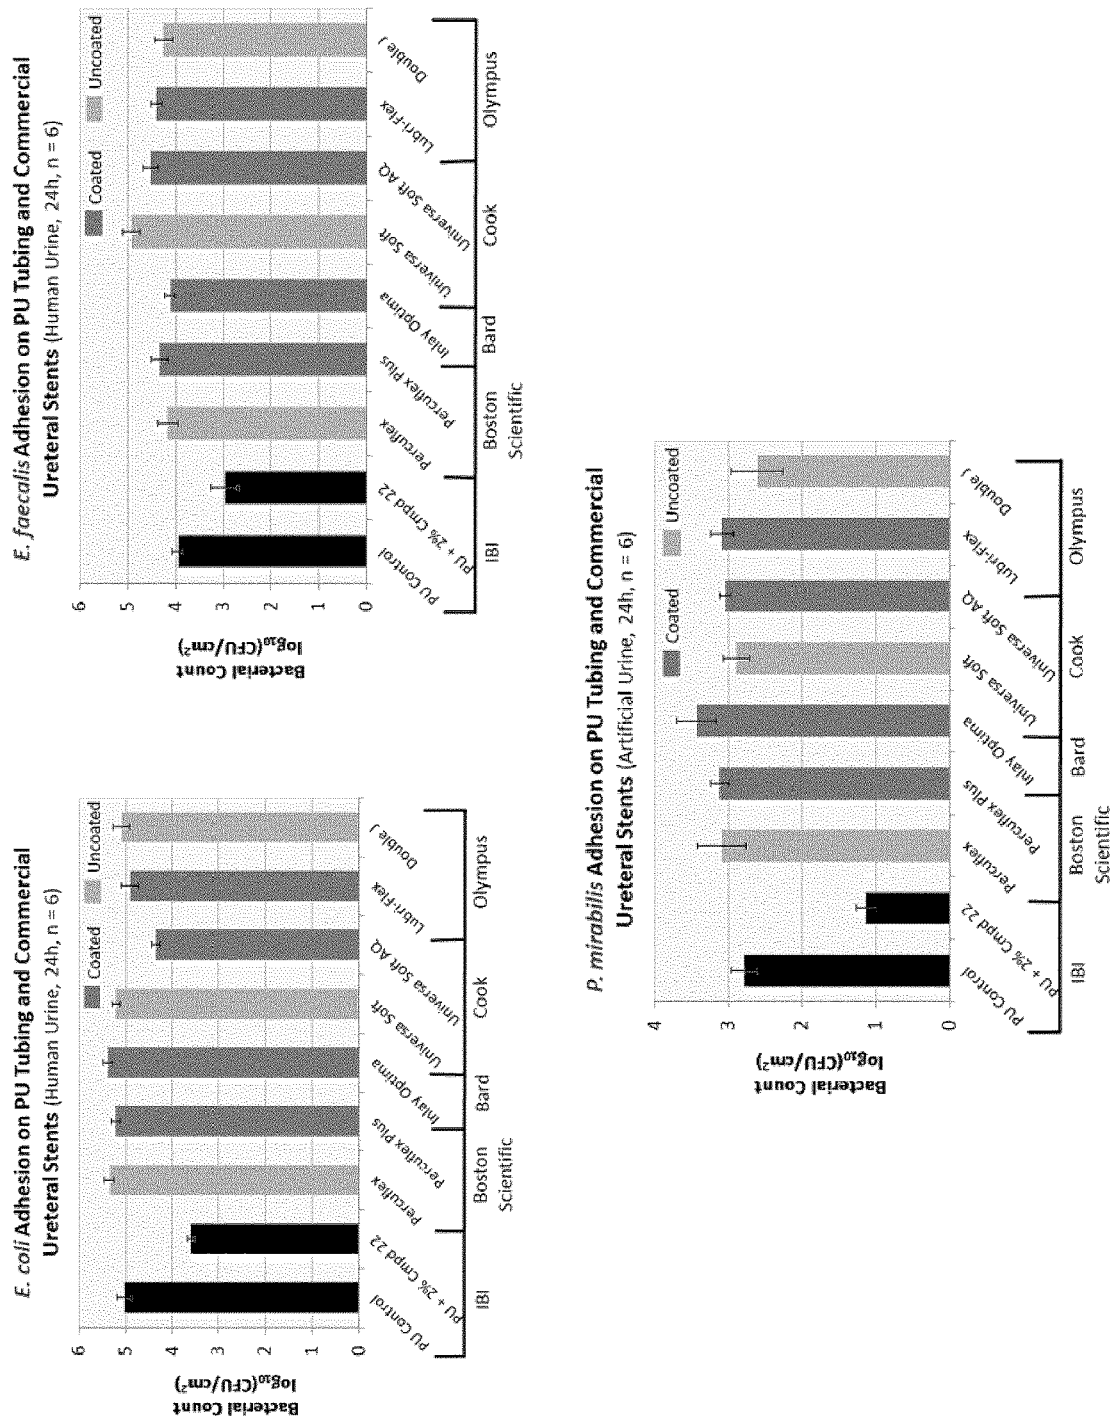 E. coli Adhesion on PU Tubing and Commercial
Ureteral Stents (Human Urine, 24h, n = 6)
Coated
Uncoated
Bacterial Count
log10(CFU/cm²)
6
5
4
3
2
1
0
PU Control
PU + 2% Cmpd 22
Percuflex
Percuflex Plus
Inlay Optima
Universa Soft
Universa Soft AQ
Lubri-Flex
Double J
IBI
Boston
Scientific
Bard
Cook
Olympus
E. faecalis Adhesion on PU Tubing and Commercial
Ureteral Stents (Human Urine, 24h, n = 6)
Coated
Uncoated
Bacterial Count
log10(CFU/cm²)
6
5
4
3
2
1
0
PU Control
PU + 2% Cmpd 22
Percuflex
Percuflex Plus
Inlay Optima
Universa Soft
Universa Soft AQ
Lubri-Flex
Double J
IBI
Boston
Scientific
Bard
Cook
Olympus
P. mirabilis Adhesion on PU Tubing and Commercial
Ureteral Stents (Artificial Urine, 24h, n = 6)
Coated
Uncoated
Bacterial Count
log10(CFU/cm²)
4
3
2
1
0
PU Control
PU + 2% Cmpd 22
Percuflex
Percuflex Plus
Inlay Optima
Universa Soft
Universa Soft AQ
Lubri-Flex
Double J
IBI
Boston
Scientific
Bard
Cook
Olympus